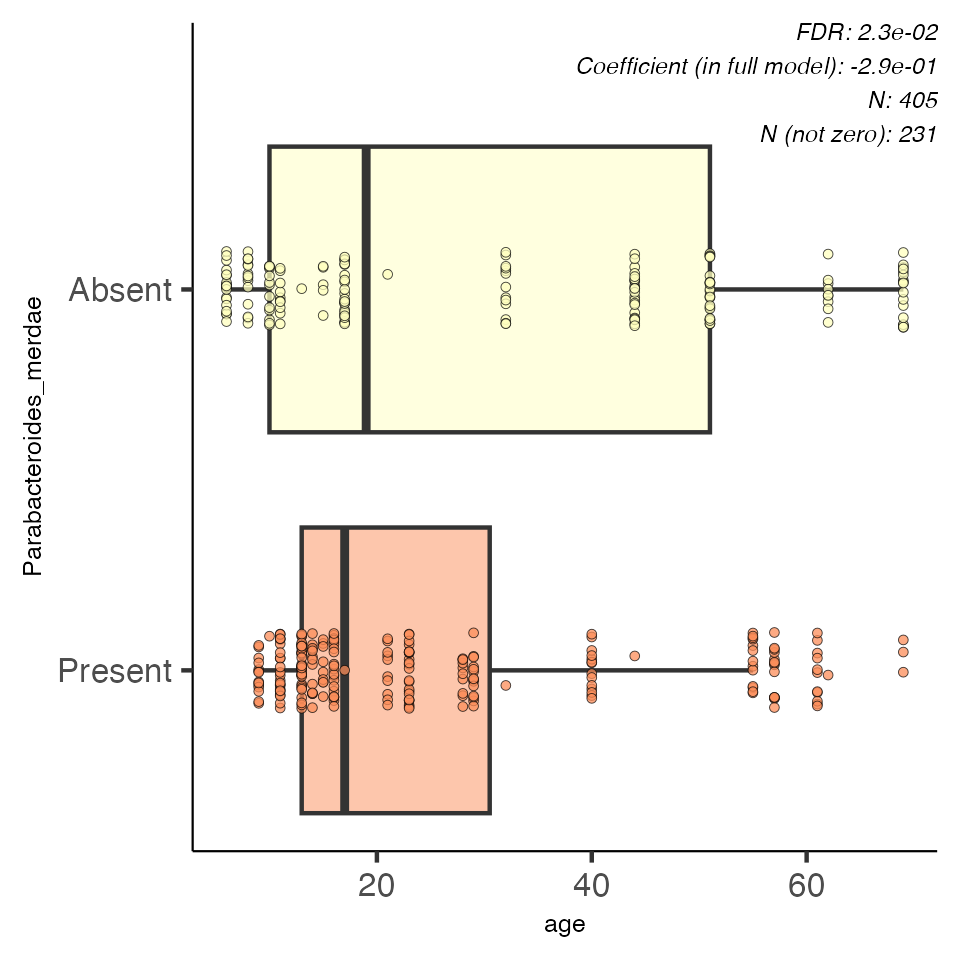 FDR: 2.3e-02
Coefficient (in full model): -2.9e-01
N: 405
N (not zero): 231
Parabacteroides_merdae
Absent
Present
20 40 60
age